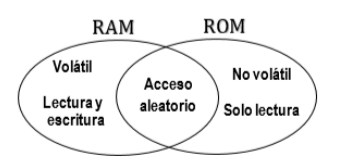 RAM
ROM
Volátil
Lectura y
escritura
Acceso
aleatorio
No volátil
Solo lectura